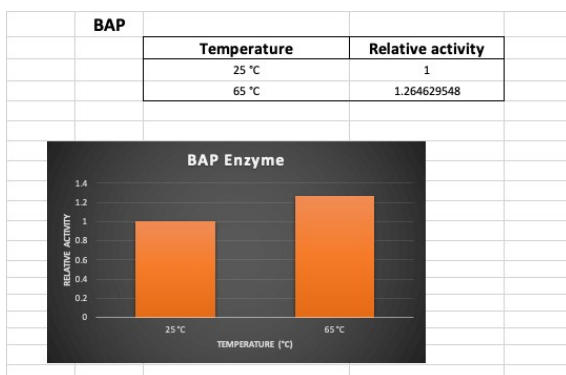 BAP
Temperature Relative activity
25 °C 1
65 °C 1.264629548
BAP Enzyme
1.4
1.2
1
0.8
0.6
0.4
0.2
0
RELATIVE ACTIVITY
25°C 65°C
TEMPERATURE (°C)